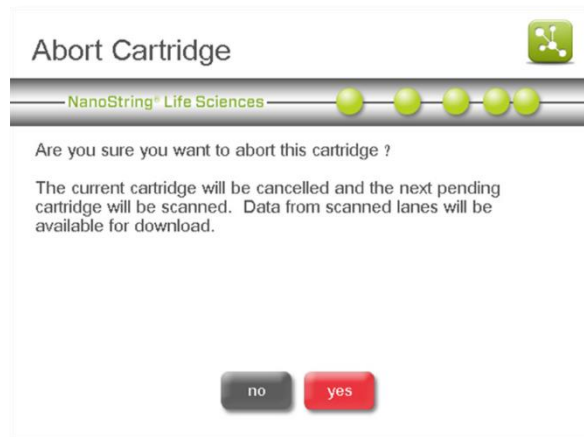 Abort Cartridge
NanoString® Life Sciences
Are you sure you want to abort this cartridge ?
The current cartridge will be cancelled and the next pending
cartridge will be scanned. Data from scanned lanes will be
available for download.
no
yes